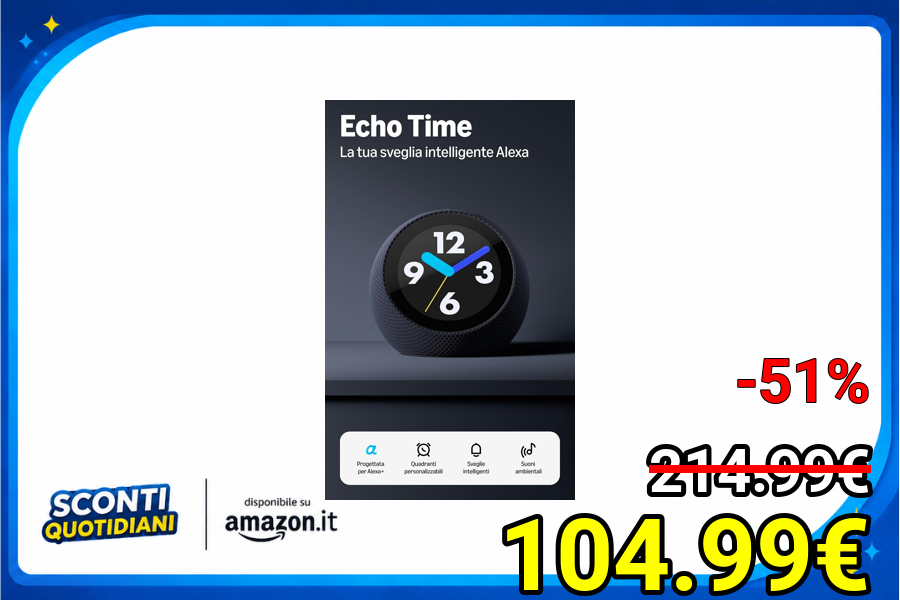 Echo Time
La tua sveglia intelligente Alexa
12
9
3
6
Progettata
per Alexa+
Quadranti
personalizzabili
Sveglie
intelligenti
Suoni
ambientali
-51%
214.99€
104.99€
SCONTI
QUOTIDIANI
disponibile su
amazon.it